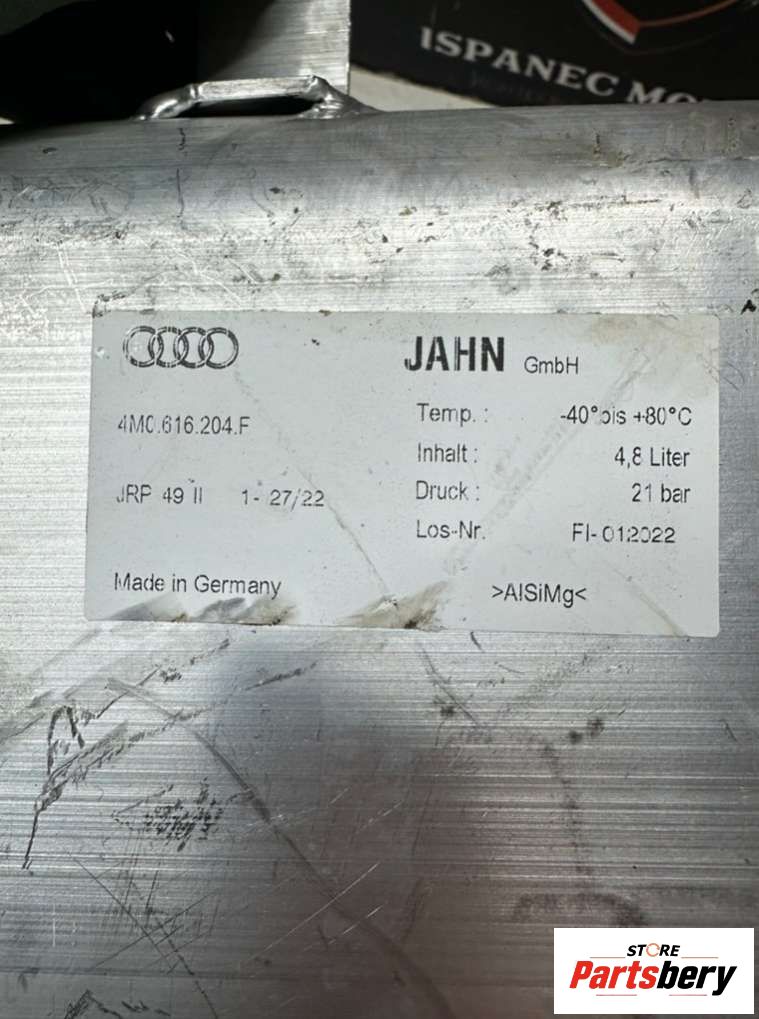 ISPANEC MO
JAHN GmbH
4M0.616.204.F
Temp. : -40°bis +80°C
Inhalt : 4,8 Liter
JRP 49 II 1- 27/22
Druck : 21 bar
Los-Nr. FI- 012022
Made in Germany
>AlSiMg<
STORE
Partsbery